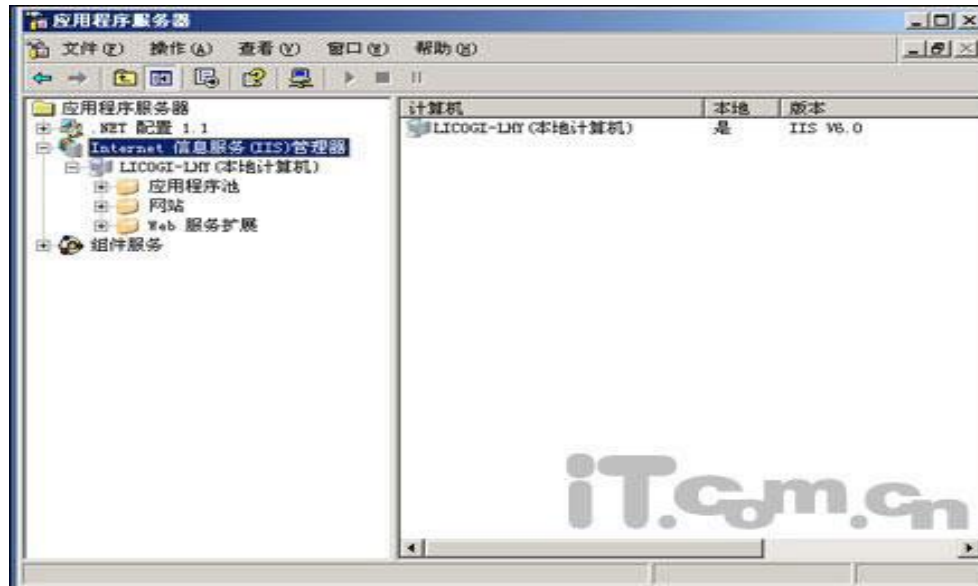 应用程序服务器
文件(F) 操作(A) 查看(V) 窗口(W) 帮助(H)
应用程序服务器
.NET 配置 1.1
Internet 信息服务(IIS)管理器
LICOGI-LHY(本地计算机)
应用程序池
网站
Web 服务扩展
组件服务
计算机 本地 版本
LICOGI-LHY(本地计算机) 是 IIS V6.0
iT.com.cn